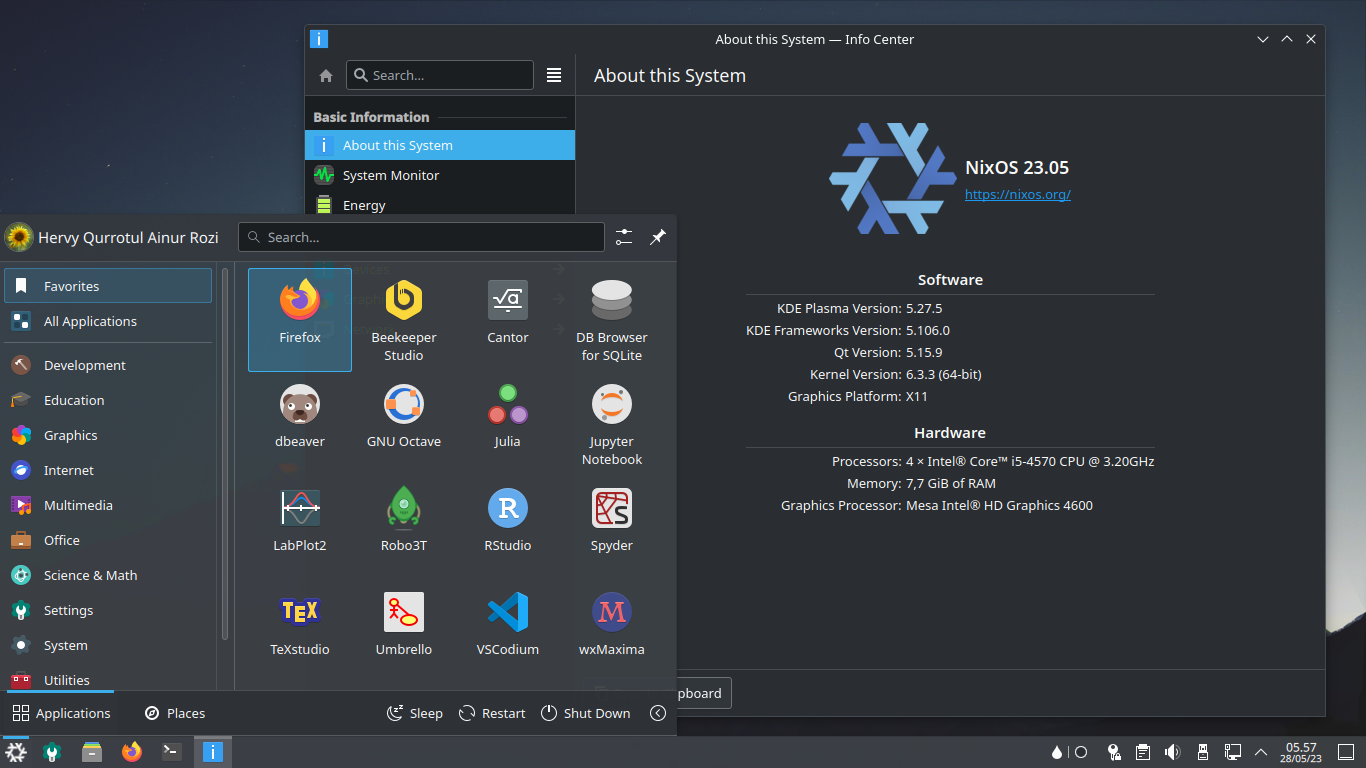 About this System — Info Center
Search...
About this System
Basic Information
About this System
System Monitor
Energy
NixOS 23.05
https://nixos.org/
Software
KDE Plasma Version: 5.27.5
KDE Frameworks Version: 5.106.0
Qt Version: 5.15.9
Kernel Version: 6.3.3 (64-bit)
Graphics Platform: X11
Hardware
Processors: 4 × Intel® Core™ i5-4570 CPU @ 3.20GHz
Memory: 7,7 GiB of RAM
Graphics Processor: Mesa Intel® HD Graphics 4600
pboard
Hervy Qurrotul Ainur Rozi
Search...
Favorites
All Applications
Development
Education
Graphics
Internet
Multimedia
Office
Science & Math
Settings
System
Utilities
Firefox
Beekeeper
Studio
Cantor
DB Browser
for SQLite
dbeaver
GNU Octave
Julia
Jupyter
Notebook
LabPlot2
Robo3T
RStudio
Spyder
TeXstudio
Umbrello
VSCodium
wxMaxima
Applications
Places
Sleep
Restart
Shut Down
05.57
28/05/23